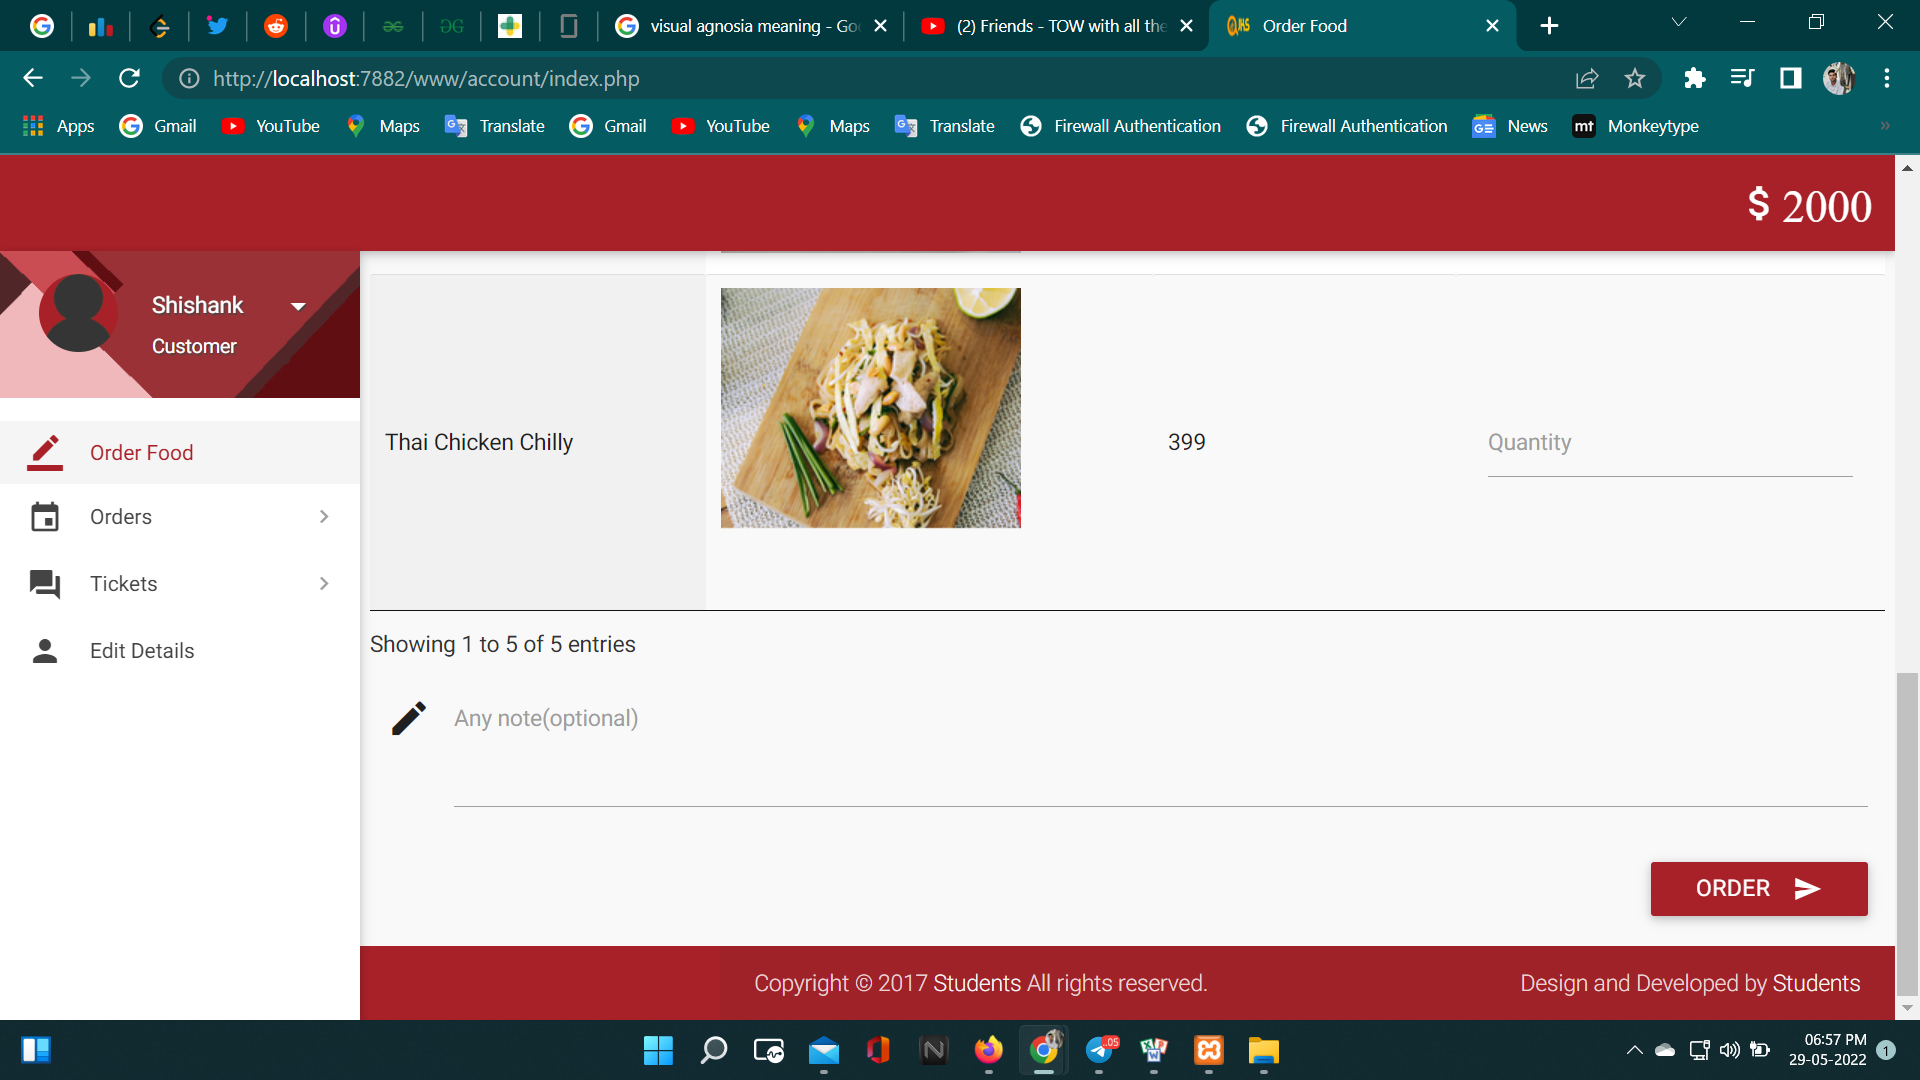 visual agnosia meaning - Goo
(2) Friends - TOW with all the
Order Food
http://localhost:7882/www/account/index.php
Apps
Gmail
YouTube
Maps
Translate
Gmail
YouTube
Maps
Translate
Firewall Authentication
Firewall Authentication
News
mt
Monkeytype
$ 2000
Shishank
Customer
Order Food
Orders
Tickets
Edit Details
Thai Chicken Chilly
399
Quantity
Showing 1 to 5 of 5 entries
Any note(optional)
ORDER
Copyright © 2017 Students All rights reserved.
Design and Developed by Students
06:57 PM
29-05-2022
1